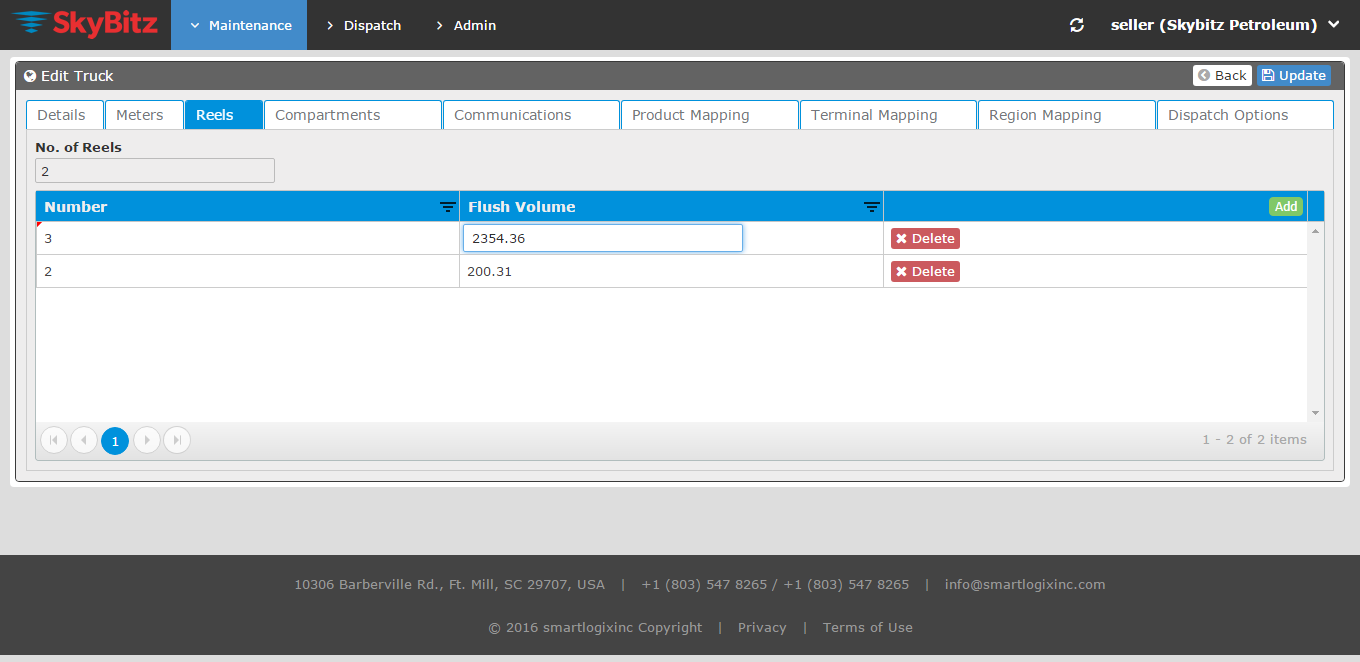 SkyBitz Maintenance Dispatch Admin seller (Skybitz Petroleum)
Edit Truck Back Update
Details Meters Reels Compartments Communications Product Mapping Terminal Mapping Region Mapping Dispatch Options
No. of Reels
2
Number Flush Volume Add
3 2354.36 Delete
2 200.31 Delete
1 1 - 2 of 2 items
10306 Barberville Rd., Ft. Mill, SC 29707, USA | +1 (803) 547 8265 / +1 (803) 547 8265 | info@smartlogixinc.com
© 2016 smartlogixinc Copyright | Privacy | Terms of Use